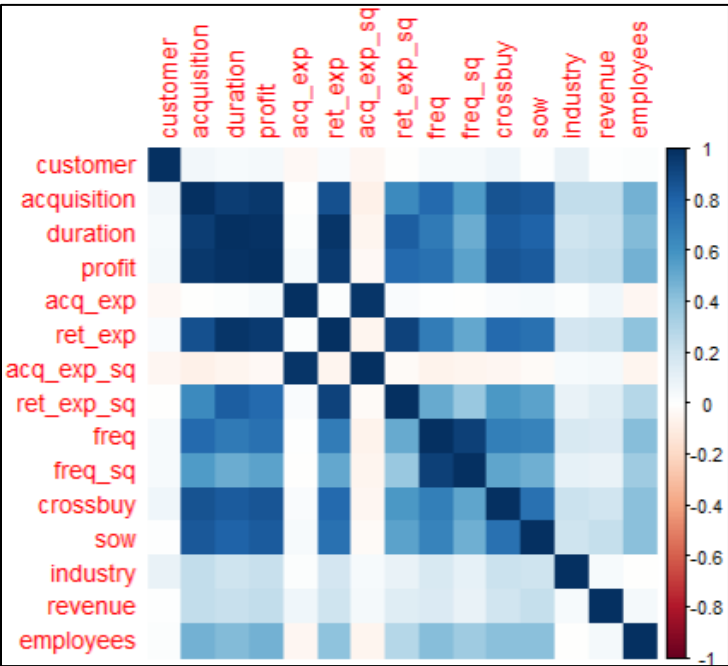 customer
acquisition
duration
profit
acq_exp
ret_exp
acq_exp_sq
ret_exp_sq
freq
freq_sq
crossbuy
sow
industry
revenue
employees
customer
acquisition
duration
profit
acq_exp
ret_exp
acq_exp_sq
ret_exp_sq
freq
freq_sq
crossbuy
sow
industry
revenue
employees
1
0.8
0.6
0.4
0.2
0
-0.2
-0.4
-0.6
-0.8
-1